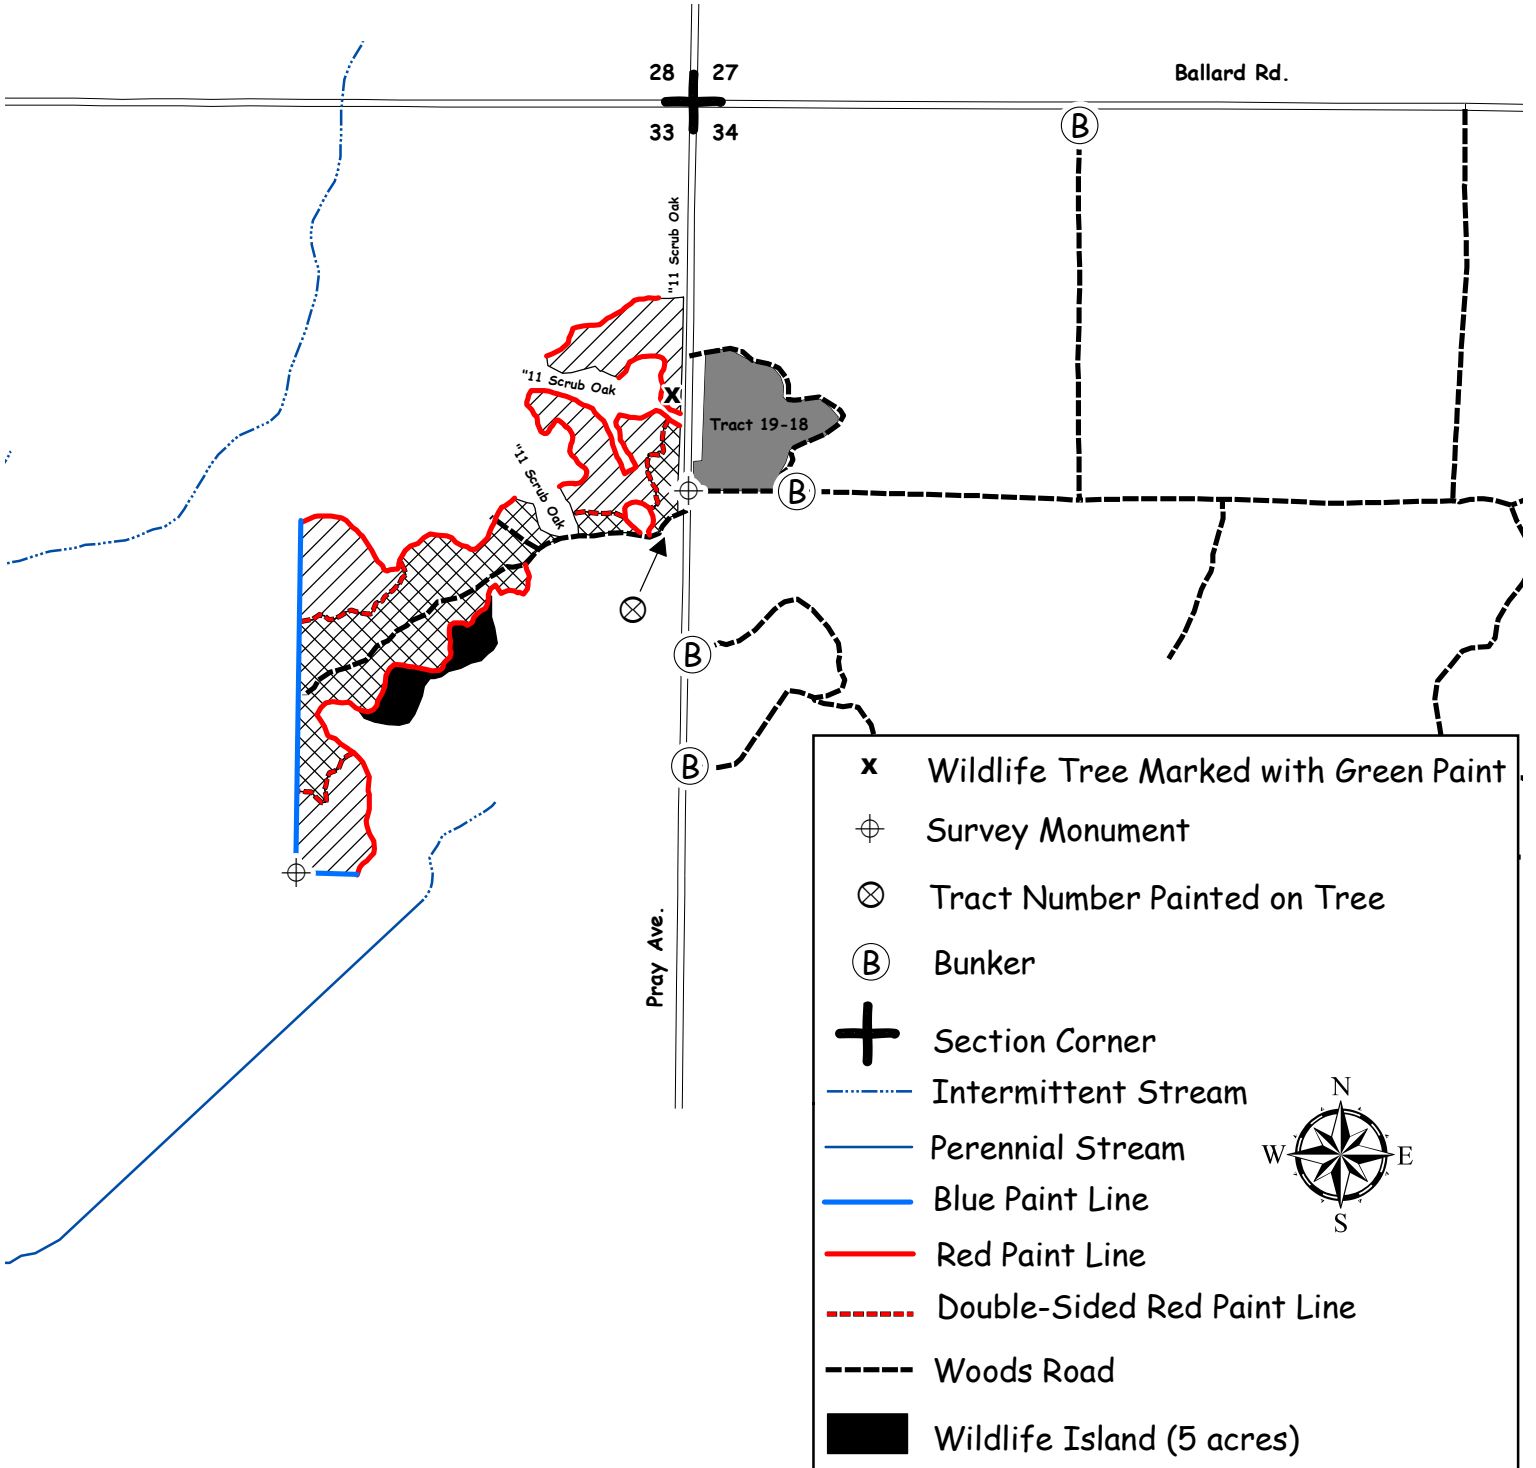 28 27
Ballard Rd.
B
33 34
"11 Scrub Oak
"11 Scrub Oak
Tract 19-18
"11 Scrub Oak
B
B
B
Pray Ave.
x Wildlife Tree Marked with Green Paint
Survey Monument
Tract Number Painted on Tree
B Bunker
Section Corner
Intermittent Stream
Perennial Stream
Blue Paint Line
Red Paint Line
Double-Sided Red Paint Line
Woods Road
Wildlife Island (5 acres)
N
W E
S
x